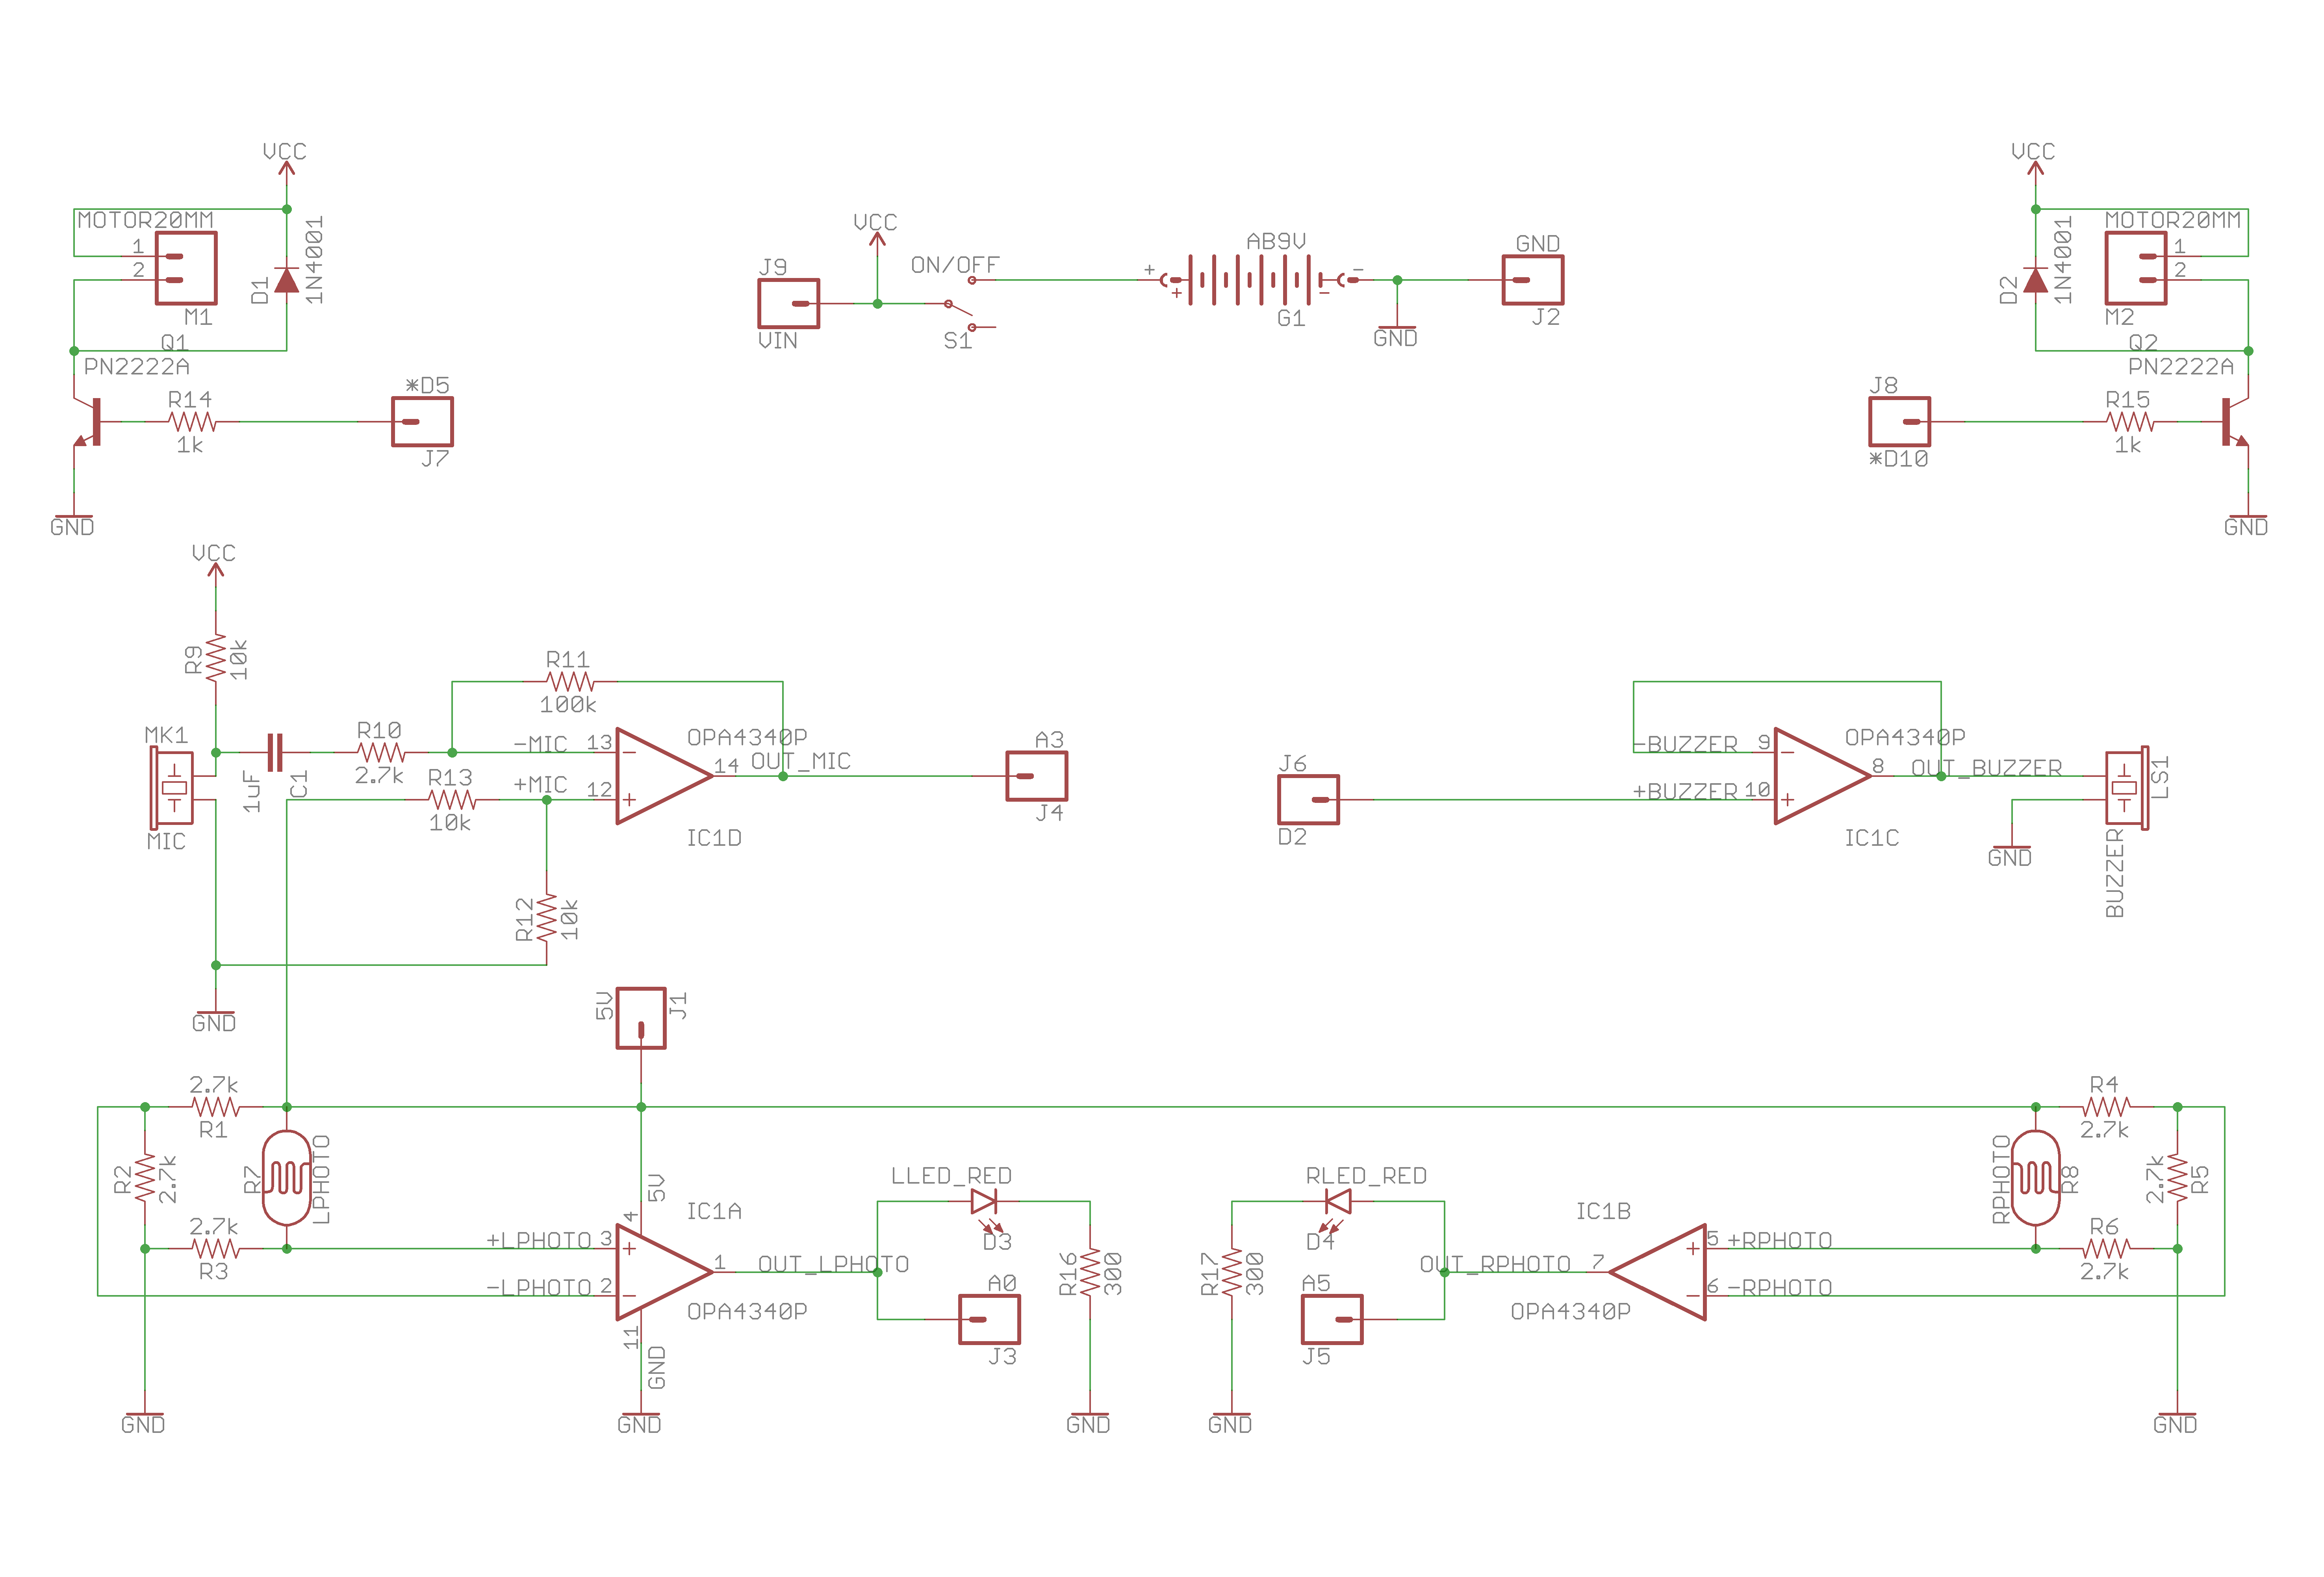 VCC
VCC
MOTOR20MM
1
2
M1
D1
1N4001
Q1
PN2222A
R14
1k
*D5
J7
GND
VCC
J9
VIN
ON/OFF
S1
AB9V
+
+
-
-
G1
GND
GND
J2
MOTOR20MM
1
2
M2
D2
1N4001
Q2
PN2222A
J8
*D10
R15
1k
GND
VCC
R9
10k
MK1
MIC
1uF
C1
R10
2.7k
R11
100k
R13
10k
-MIC
13
+MIC
12
OPA4340P
14
OUT_MIC
IC1D
A3
J4
R12
10k
GND
J6
D2
-BUZZER
9
+BUZZER
10
OPA4340P
8
OUT_BUZZER
IC1C
GND
LS1
BUZZER
5V
J1
2.7k
R1
R2
2.7k
R7
LPHOTO
2.7k
R3
+LPHOTO
3
-LPHOTO
2
5V
4
IC1A
1
OUT_LPHOTO
OPA4340P
11
GND
GND
GND
LLED_RED
D3
A0
J3
R16
300
GND
RLED_RED
D4
R17
300
A5
J5
GND
IC1B
OUT_RPHOTO
7
OPA4340P
5
+RPHOTO
6
-RPHOTO
R4
2.7k
RPHOTO
R8
2.7k
R5
R6
2.7k
GND